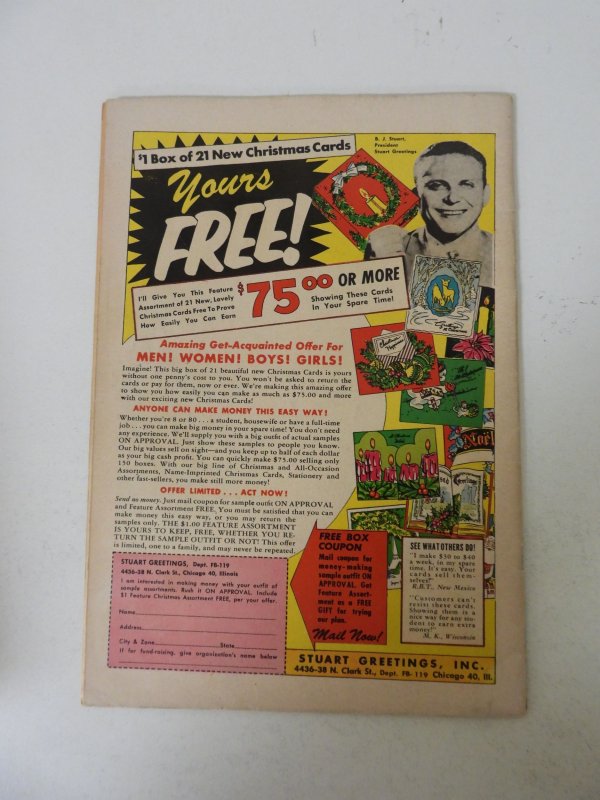 $1 Box of 21 New Christmas Cards
B. J. Stuart,
President
Stuart Greetings
Yours
FREE!
I'll Give You This Feature
Assortment of 21 New, Lovely
Christmas Cards Free To Prove
How Easily You Can Earn
$75.00 OR MORE
Showing These Cards
In Your Spare Time!
Amazing Get-Acquainted Offer For
MEN! WOMEN! BOYS! GIRLS!
Imagine! This big box of 21 beautiful new Christmas Cards is yours
without one penny's cost to you. You won't be asked to return the
cards or pay for them, now or ever. We're making this amazing offer
to show you how easily you can make as much as $75.00 and more
with our exciting new Christmas Cards!
ANYONE CAN MAKE MONEY THIS EASY WAY!
Whether you're 8 or 80 . . . a student, housewife or have a full-time
job . . . you can make big money in your spare time! You don't need
any experience. We'll supply you with a big outfit of actual samples
ON APPROVAL. Just show these samples to people you know.
Our big values sell on sight—and you keep up to half of each dollar
as your big cash profit. You can quickly make $75.00 selling only
150 boxes. With our big line of Christmas and All-Occasion
Assortments, Name-Imprinted Christmas Cards, Stationery and
other fast-sellers, you make still more money!
OFFER LIMITED . . . ACT NOW!
Send no money. Just mail coupon for sample outfit ON APPROVAL
and Feature Assortment FREE. You must be satisfied that you can
make money this easy way, or you may return the
samples only. THE $1.00 FEATURE ASSORTMENT
IS YOURS TO KEEP, FREE, WHETHER YOU RE-
TURN THE SAMPLE OUTFIT OR NOT! This offer
is limited, one to a family, and may never be repeated.
STUART GREETINGS, Dept. FB-119
4436-38 N. Clark St., Chicago 40, Illinois
I am interested in making money with your outfit of
sample assortments. Rush it ON APPROVAL. Include
$1 Feature Christmas Assortment FREE, per your offer.
Name
Address
City & Zone State
If for fund-raising, give organization's name below
FREE BOX
COUPON
Mail coupon for
money-making
sample outfit ON
APPROVAL. Get
Feature Assort-
ment as a FREE
GIFT for trying
our plan.
Mail Now!
Noel
SEE WHAT OTHERS DO!
"I make $30 to $40
a week, in my spare
time. It's easy. Your
cards sell them-
selves!"
R.B.T., New Mexico
"Customers can't
resist these cards.
Showing them is a
nice way for any stu-
dent to earn extra
money!"
M. K., Wisconsin
STUART GREETINGS, INC.
4436-38 N. Clark St., Dept. FB-119 Chicago 40, Ill.